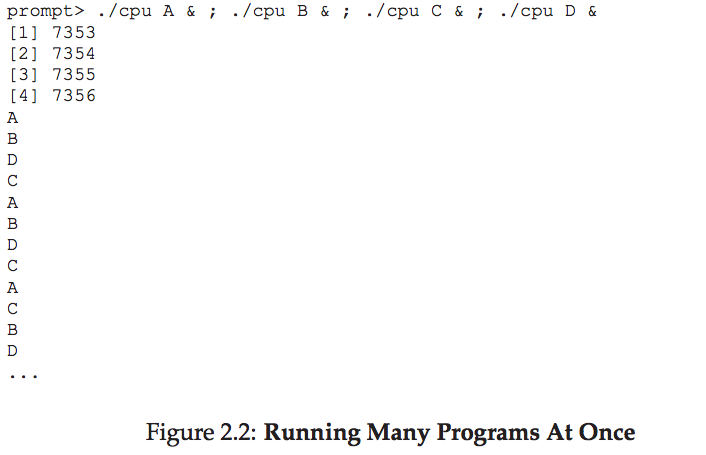 prompt> ./cpu A & ; ./cpu B & ; ./cpu C & ; ./cpu D &
[1] 7353
[2] 7354
[3] 7355
[4] 7356
A
B
D
C
A
B
D
C
A
C
B
D
...
Figure 2.2: Running Many Programs At Once